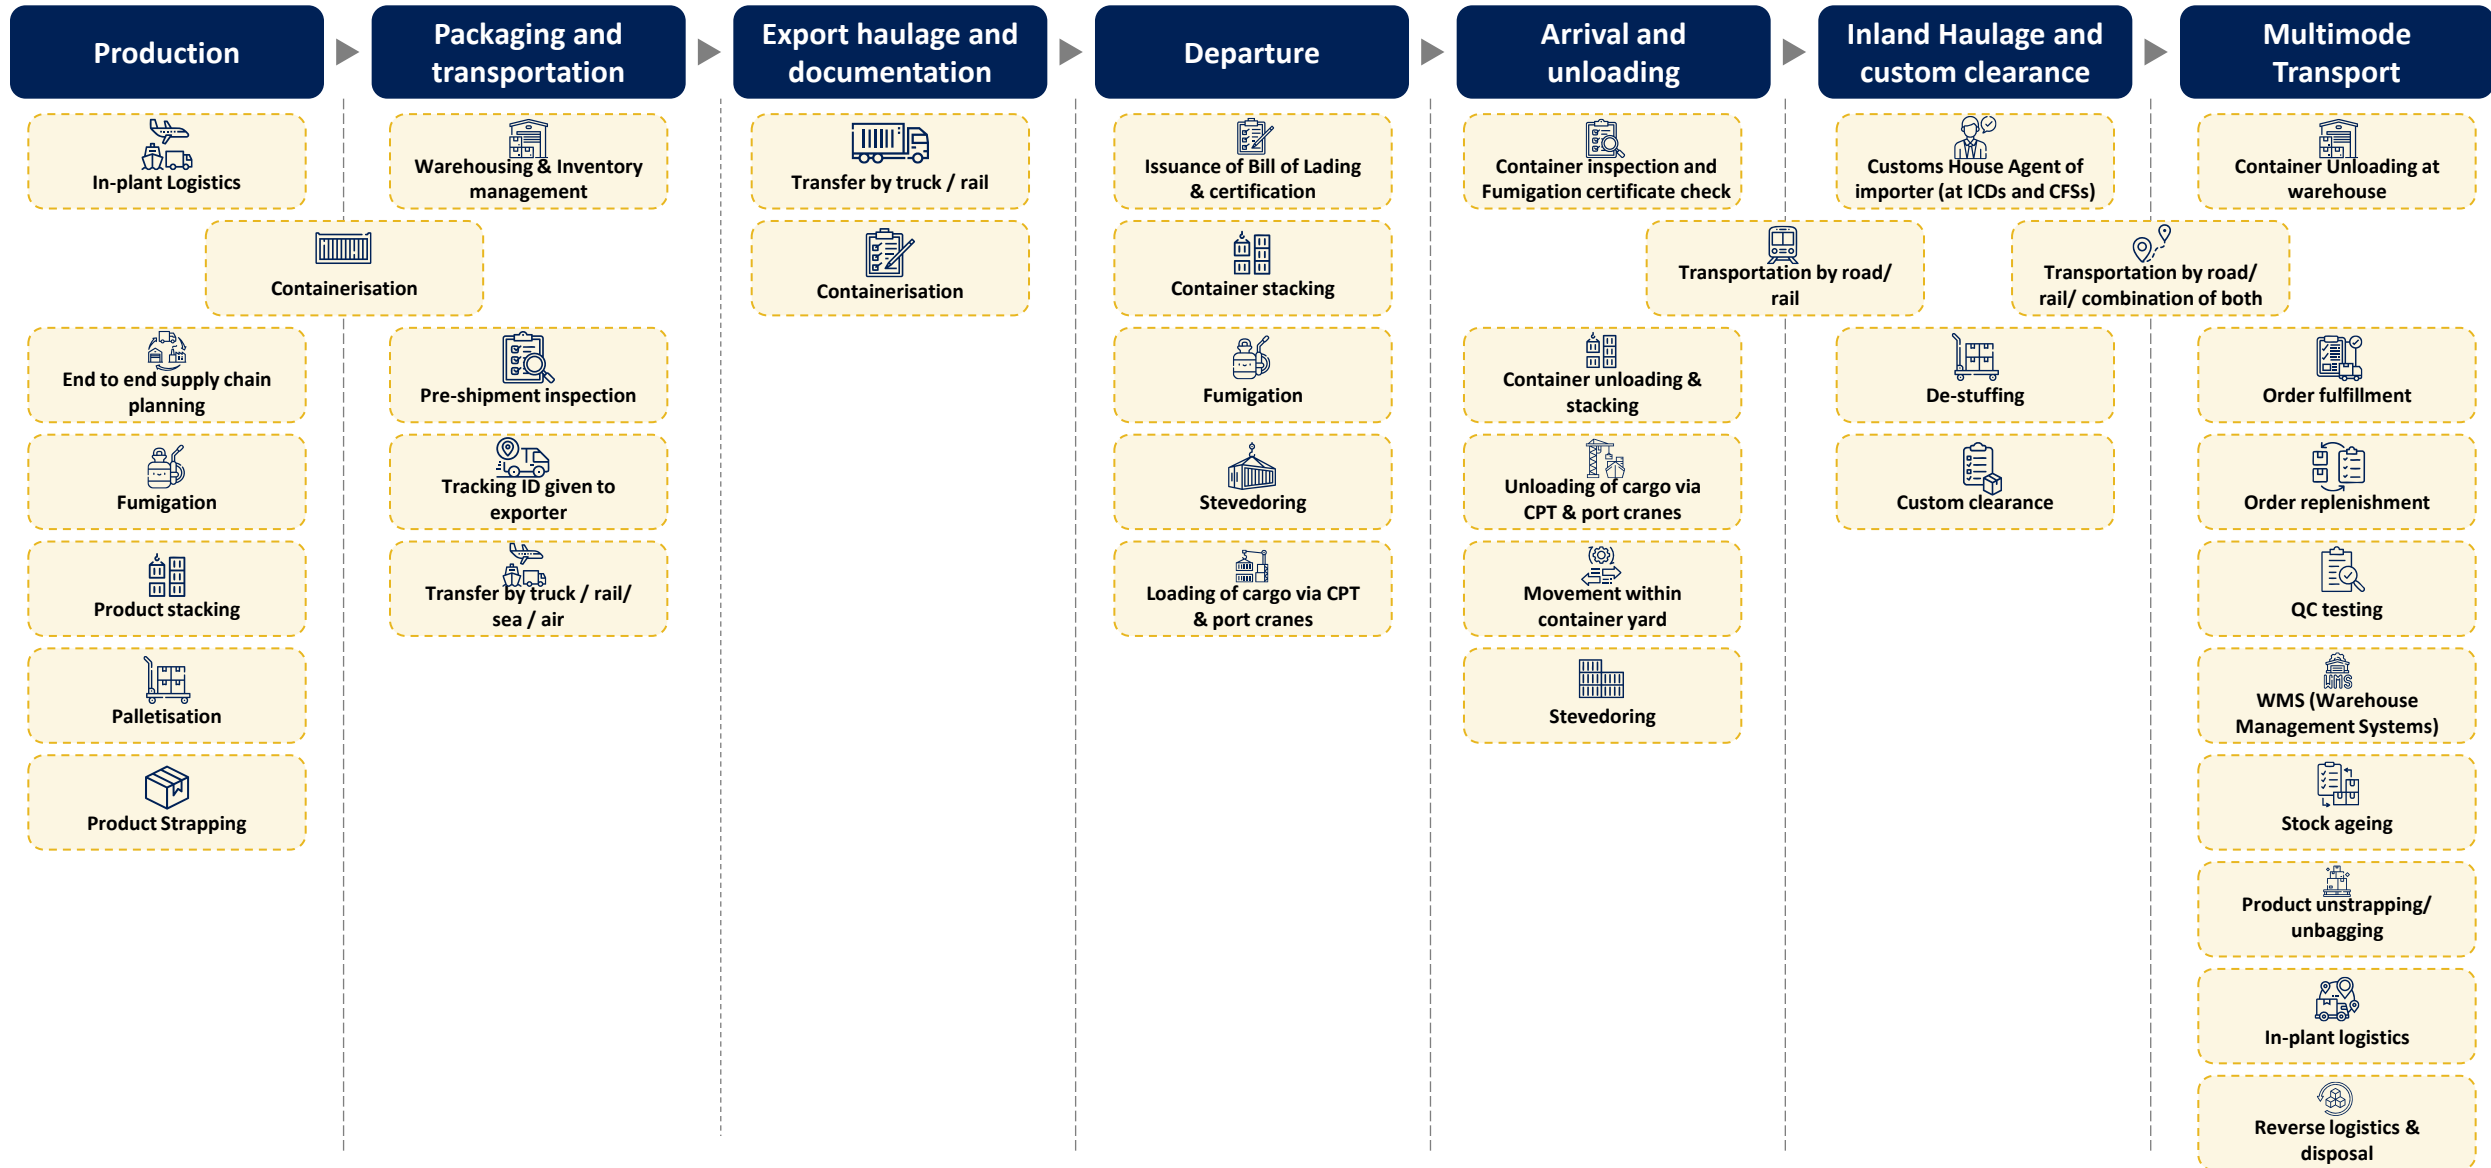 Production
Packaging and
transportation
Export haulage and
documentation
Departure
Arrival and
unloading
Inland Haulage and
custom clearance
Multimode
Transport
In-plant Logistics
Containerisation
End to end supply chain
planning
Fumigation
Product stacking
Palletisation
Product Strapping
Warehousing & Inventory
management
Pre-shipment inspection
Tracking ID given to
exporter
Transfer by truck / rail/
sea / air
Transfer by truck / rail
Containerisation
Issuance of Bill of Lading
& certification
Container stacking
Fumigation
Stevedoring
Loading of cargo via CPT
& port cranes
Container inspection and
Fumigation certificate check
Transportation by road/
rail
Container unloading &
stacking
Unloading of cargo via
CPT & port cranes
Movement within
container yard
Stevedoring
Customs House Agent of
importer (at ICDs and CFSs)
Transportation by road/
rail/ combination of both
De-stuffing
Custom clearance
Container Unloading at
warehouse
Order fulfillment
Order replenishment
QC testing
WMS
WMS (Warehouse
Management Systems)
Stock ageing
Product unstrapping/
unbagging
In-plant logistics
Reverse logistics &
disposal